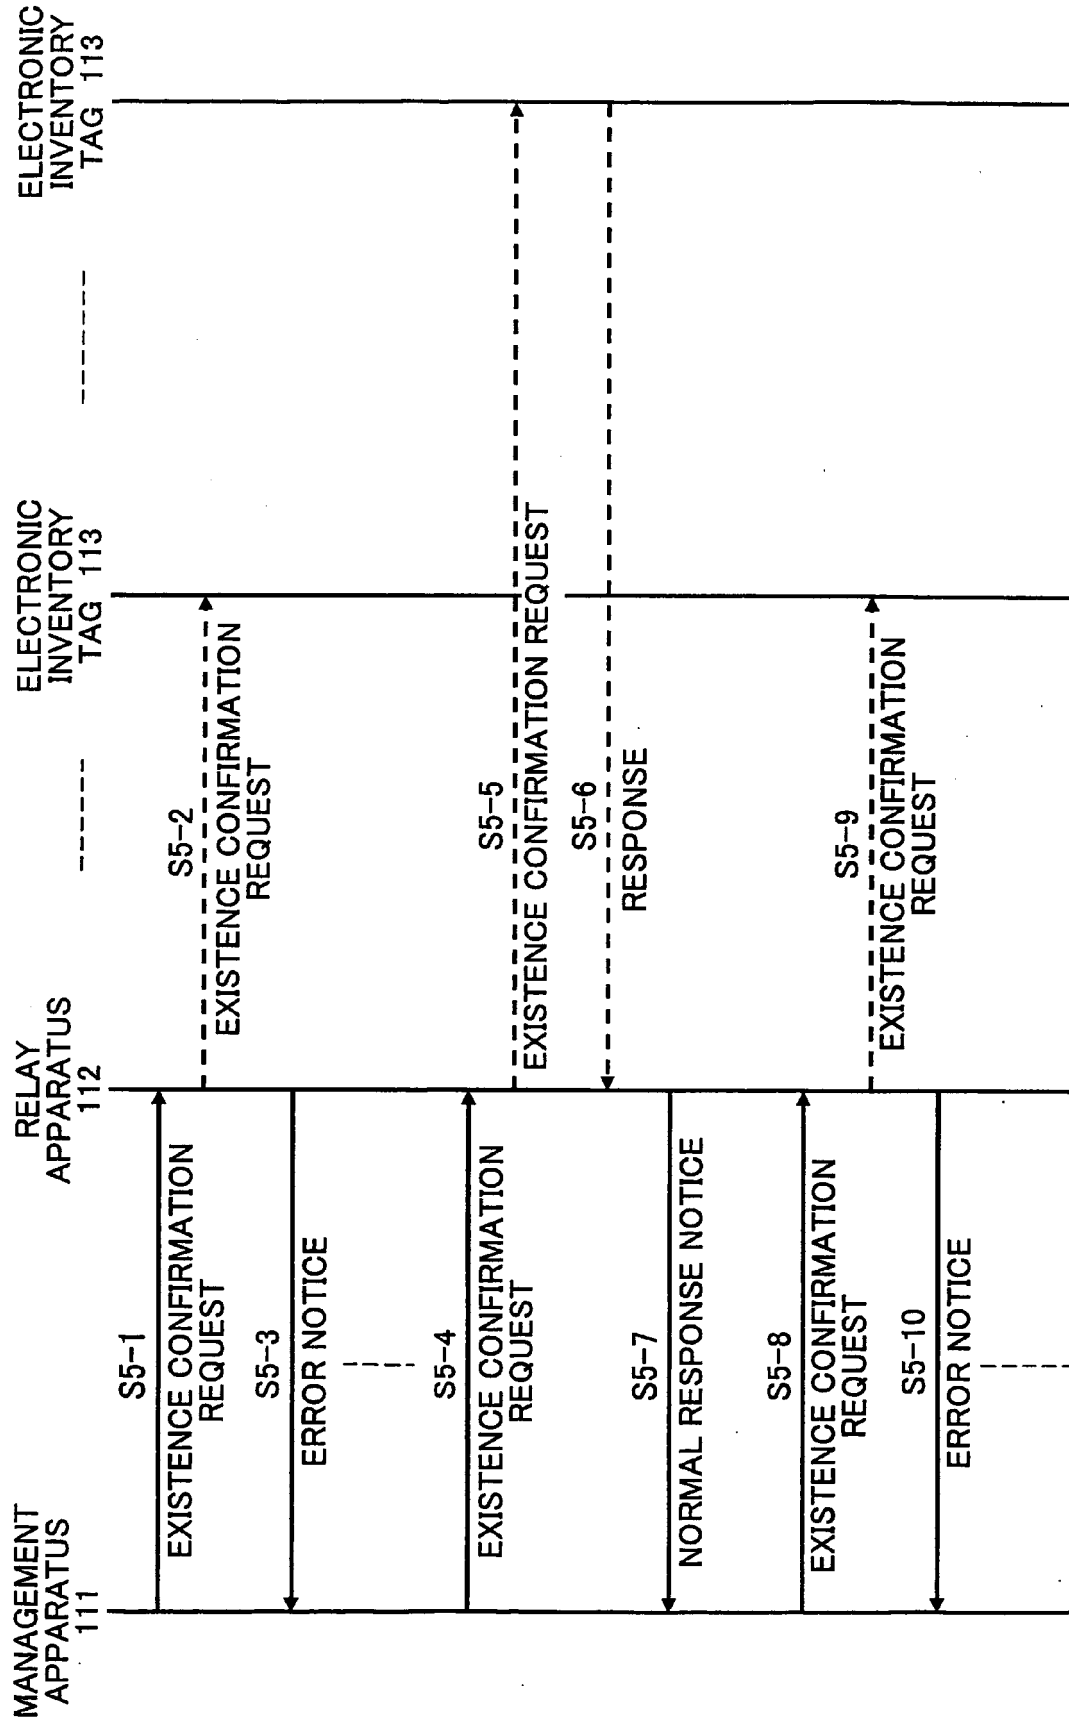 MANAGEMENT
APPARATUS
111
RELAY
APPARATUS
112
ELECTRONIC
INVENTORY
TAG 113
ELECTRONIC
INVENTORY
TAG 113
S5-1
EXISTENCE CONFIRMATION
REQUEST
S5-2
EXISTENCE CONFIRMATION
REQUEST
S5-3
ERROR NOTICE
S5-4
EXISTENCE CONFIRMATION
REQUEST
S5-5
EXISTENCE CONFIRMATION REQUEST
S5-6
RESPONSE
S5-7
NORMAL RESPONSE NOTICE
S5-8
EXISTENCE CONFIRMATION
REQUEST
S5-9
EXISTENCE CONFIRMATION
REQUEST
S5-10
ERROR NOTICE